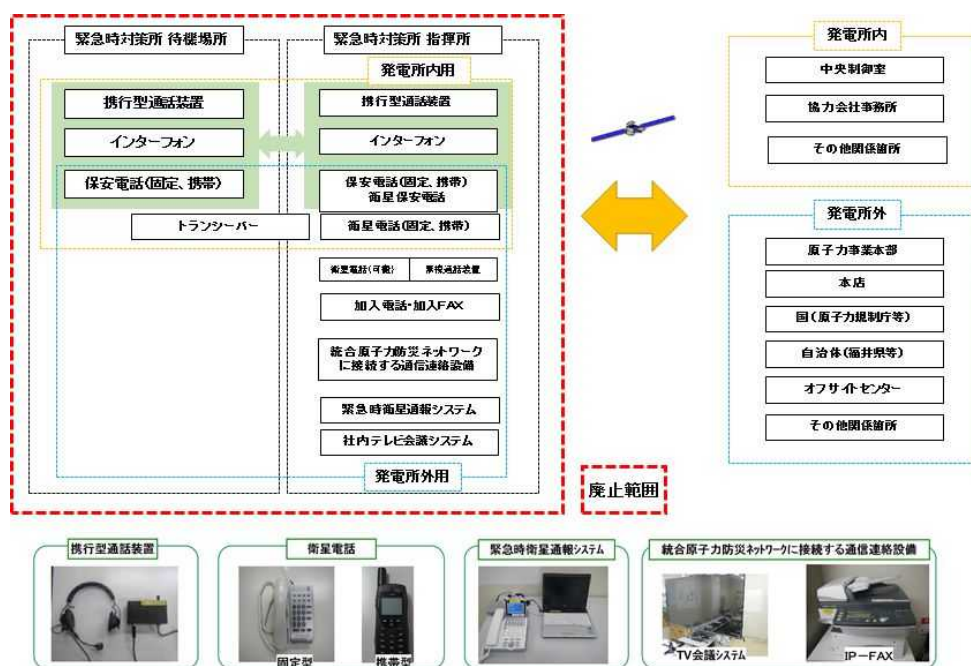 緊急時対策所 待機場所
緊急時対策所 指揮所
発電所内用
携行型通話装置
インターフォン
保安電話(固定、携帯)
携行型通話装置
インターフォン
保安電話(固定、携帯)
衛星保安電話
トランシーバー
衛星電話(固定、携帯)
衛星電話(可搬)
加入電話・加入FAX
統合原子力防災ネットワーク
に接続する通信連絡設備
緊急時衛星通報システム
社内テレビ会議システム
発電所外用
発電所内
中央制御室
協力会社事務所
その他関係箇所
発電所外
原子力事業本部
本店
国(原子力規制庁等)
自治体(福井県等)
オフサイトセンター
その他関係箇所
廃止範囲
携行型通話装置
衛星電話
固定型
携帯型
緊急時衛星通報システム
統合原子力防災ネットワークに接続する通信連絡設備
TV会議システム
IP-FAX